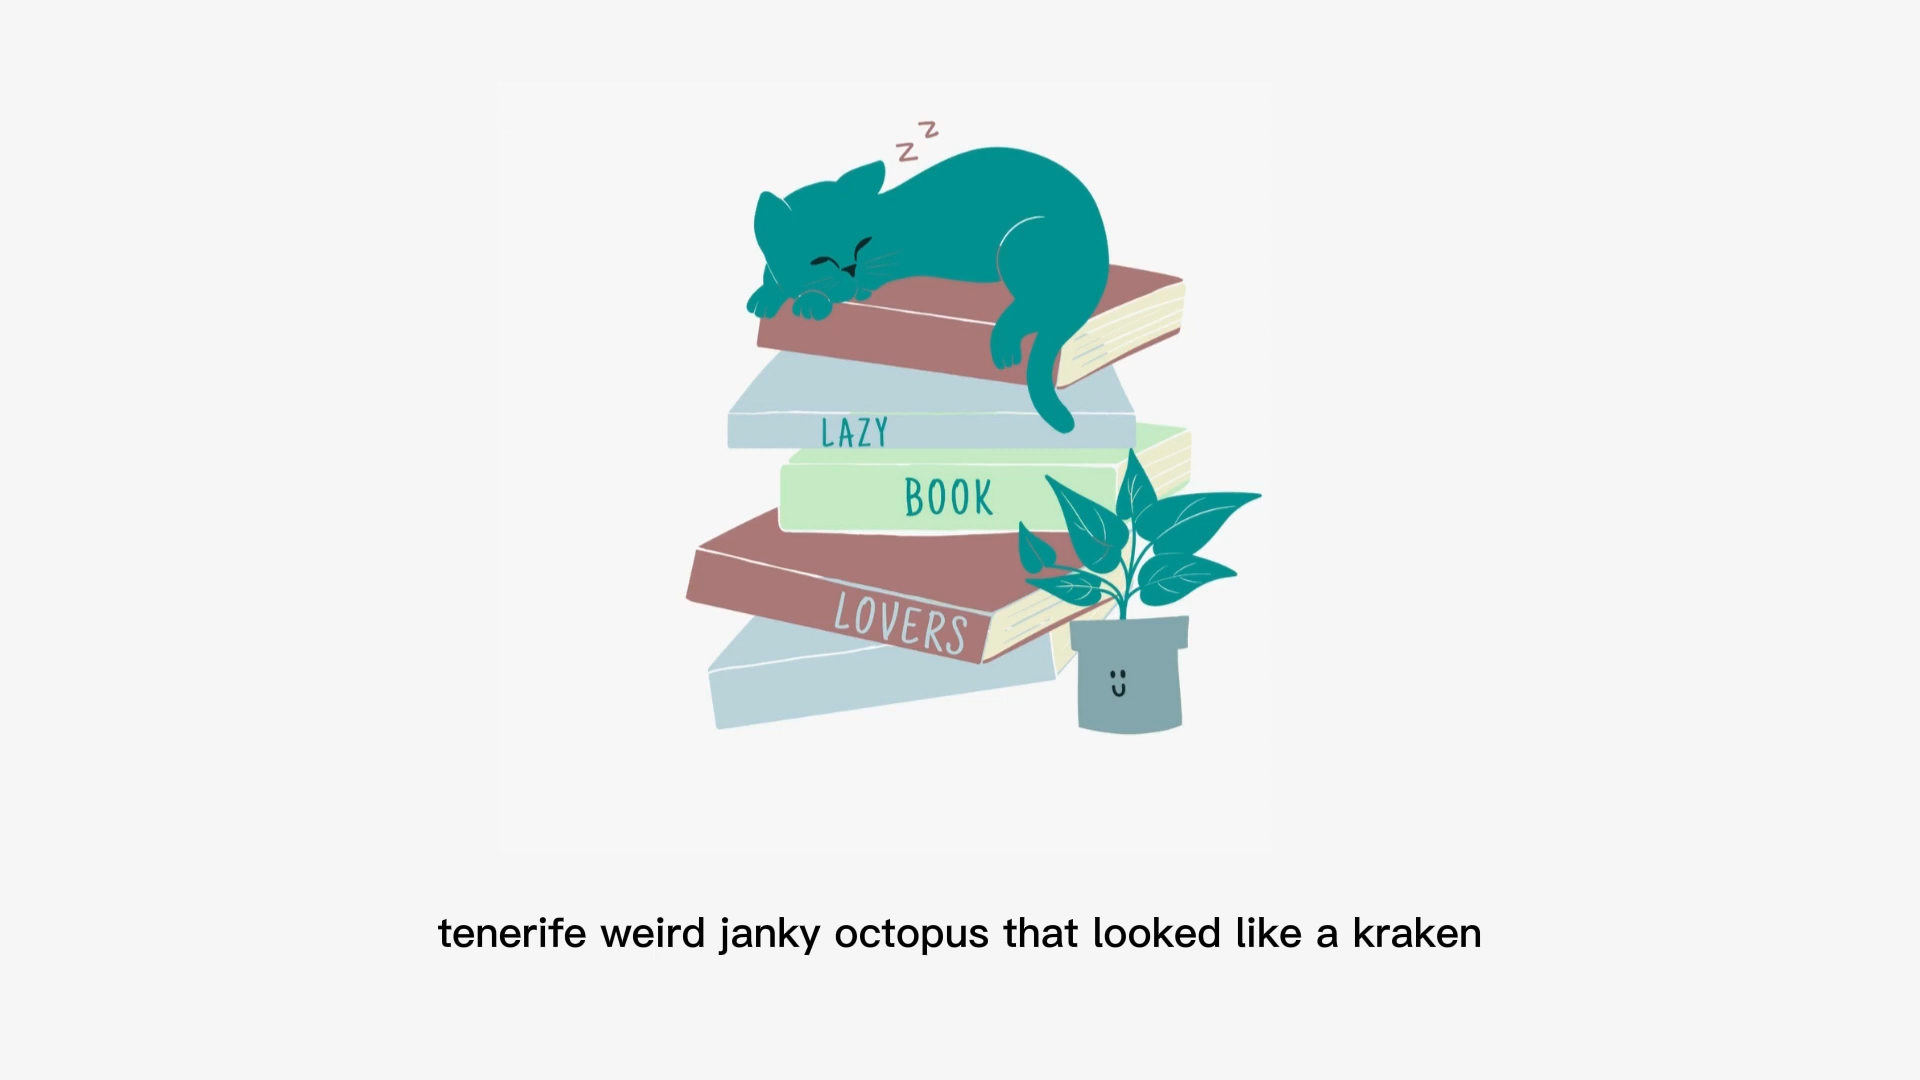 z
z
LAZY
BOOK
LOVERS
tenerife weird janky octopus that looked like a kraken